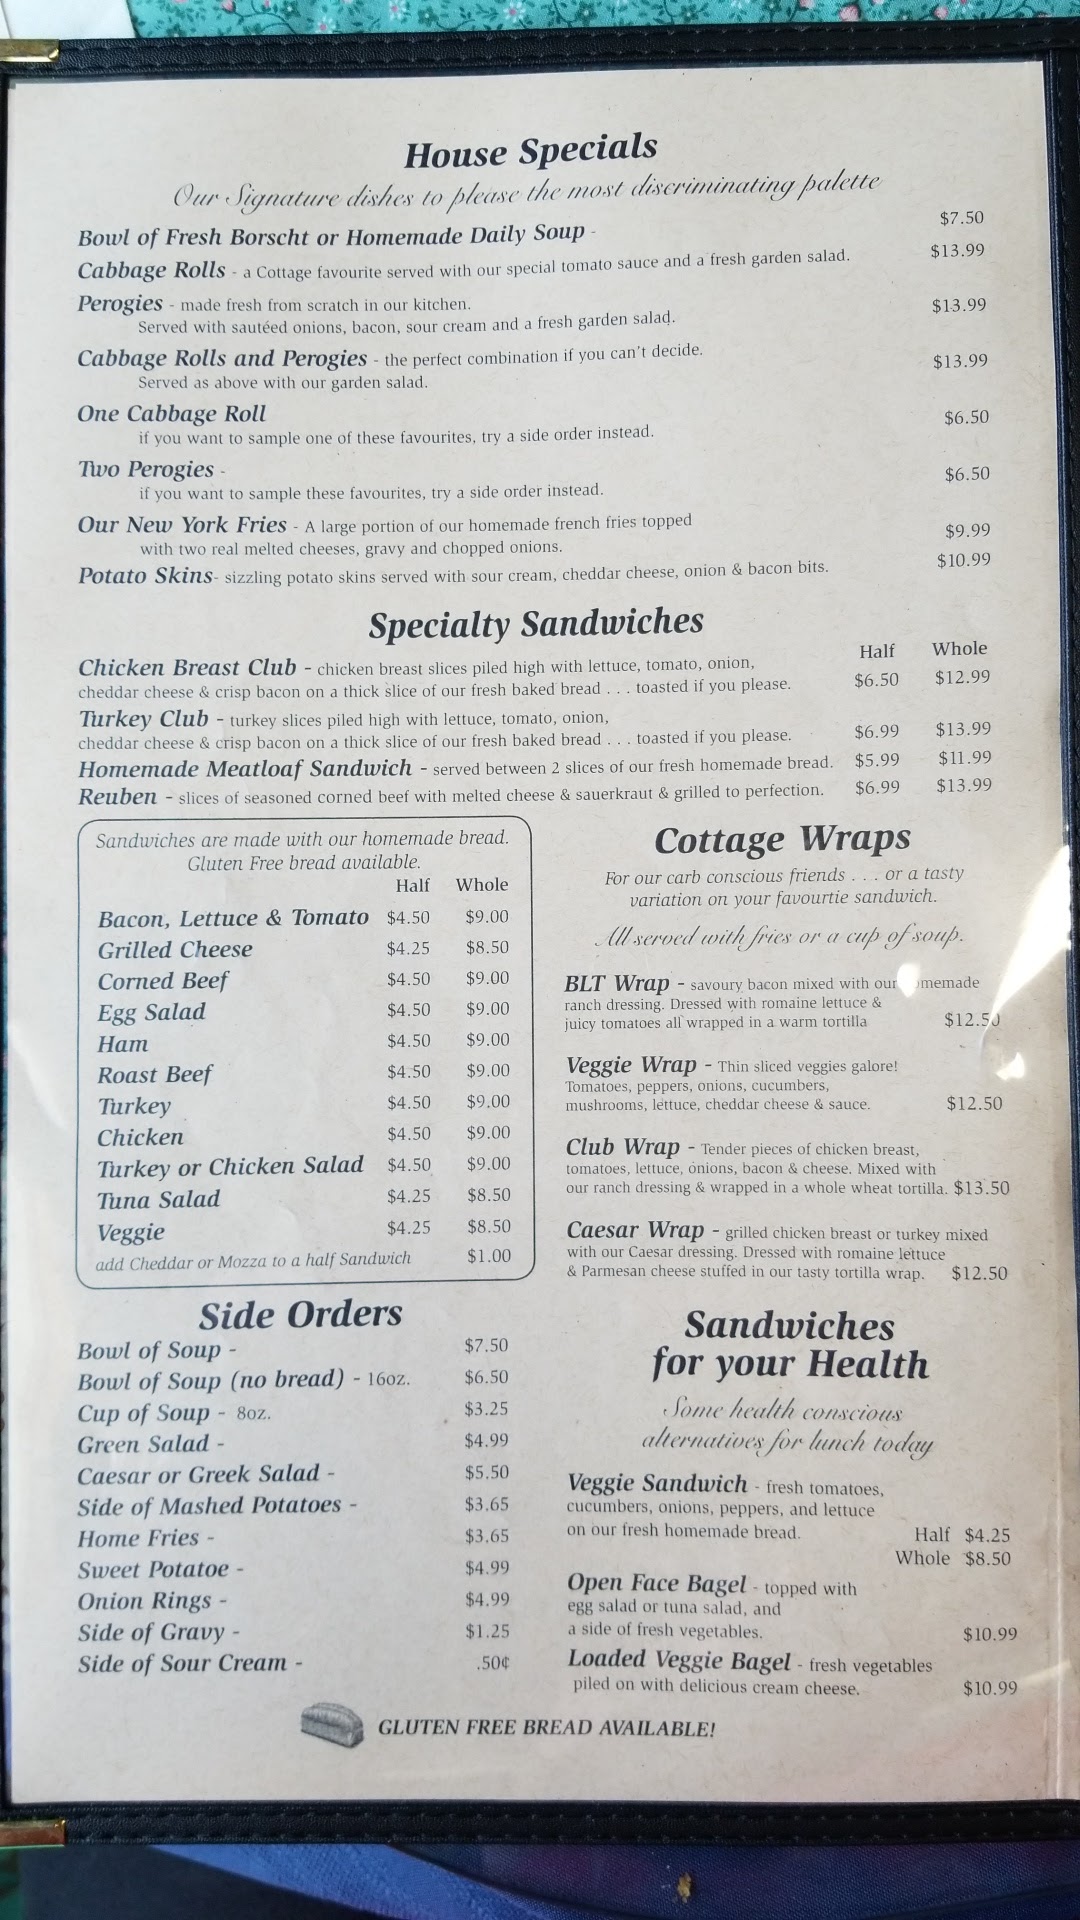 House Specials
Our Signature dishes to please the most discriminating palette
Bowl of Fresh Borscht or Homemade Daily Soup - $7.50
Cabbage Rolls - a Cottage favourite served with our special tomato sauce and a fresh garden salad. $13.99
Perogies - made fresh from scratch in our kitchen. $13.99
Served with sautéed onions, bacon, sour cream and a fresh garden salad.
Cabbage Rolls and Perogies - the perfect combination if you can't decide. $13.99
Served as above with our garden salad.
One Cabbage Roll $6.50
if you want to sample one of these favourites, try a side order instead.
Two Perogies - $6.50
if you want to sample these favourites, try a side order instead.
Our New York Fries - A large portion of our homemade french fries topped
with two real melted cheeses, gravy and chopped onions. $9.99
Potato Skins- sizzling potato skins served with sour cream, cheddar cheese, onion & bacon bits. $10.99
Specialty Sandwiches
Half Whole
Chicken Breast Club - chicken breast slices piled high with lettuce, tomato, onion,
cheddar cheese & crisp bacon on a thick slice of our fresh baked bread . . . toasted if you please. $6.50 $12.99
Turkey Club - turkey slices piled high with lettuce, tomato, onion,
cheddar cheese & crisp bacon on a thick slice of our fresh baked bread . . . toasted if you please. $6.99 $13.99
Homemade Meatloaf Sandwich - served between 2 slices of our fresh homemade bread. $5.99 $11.99
Reuben - slices of seasoned corned beef with melted cheese & sauerkraut & grilled to perfection. $6.99 $13.99
Sandwiches are made with our homemade bread.
Gluten Free bread available.
Half Whole
Bacon, Lettuce & Tomato $4.50 $9.00
Grilled Cheese $4.25 $8.50
Corned Beef $4.50 $9.00
Egg Salad $4.50 $9.00
Ham $4.50 $9.00
Roast Beef $4.50 $9.00
Turkey $4.50 $9.00
Chicken $4.50 $9.00
Turkey or Chicken Salad $4.50 $9.00
Tuna Salad $4.25 $8.50
Veggie $4.25 $8.50
add Cheddar or Mozza to a half Sandwich $1.00
Side Orders
Bowl of Soup - $7.50
Bowl of Soup (no bread) - 16oz. $6.50
Cup of Soup - 8oz. $3.25
Green Salad - $4.99
Caesar or Greek Salad - $5.50
Side of Mashed Potatoes - $3.65
Home Fries - $3.65
Sweet Potatoe - $4.99
Onion Rings - $4.99
Side of Gravy - $1.25
Side of Sour Cream - .50¢
Cottage Wraps
For our carb conscious friends . . . or a tasty
variation on your favourtie sandwich.
All served with fries or a cup of soup.
BLT Wrap - savoury bacon mixed with our
ranch dressing. Dressed with romaine lettuce &
juicy tomatoes all wrapped in a warm tortilla $12.50
Veggie Wrap - Thin sliced veggies galore!
Tomatoes, peppers, onions, cucumbers,
mushrooms, lettuce, cheddar cheese & sauce. $12.50
Club Wrap - Tender pieces of chicken breast,
tomatoes, lettuce, onions, bacon & cheese. Mixed with
our ranch dressing & wrapped in a whole wheat tortilla. $13.50
Caesar Wrap - grilled chicken breast or turkey mixed
with our Caesar dressing. Dressed with romaine lettuce
& Parmesan cheese stuffed in our tasty tortilla wrap. $12.50
Sandwiches
for your Health
Some health conscious
alternatives for lunch today
Veggie Sandwich - fresh tomatoes,
cucumbers, onions, peppers, and lettuce
on our fresh homemade bread. Half $4.25
Whole $8.50
Open Face Bagel - topped with
egg salad or tuna salad, and
a side of fresh vegetables. $10.99
Loaded Veggie Bagel - fresh vegetables
piled on with delicious cream cheese. $10.99
GLUTEN FREE BREAD AVAILABLE!